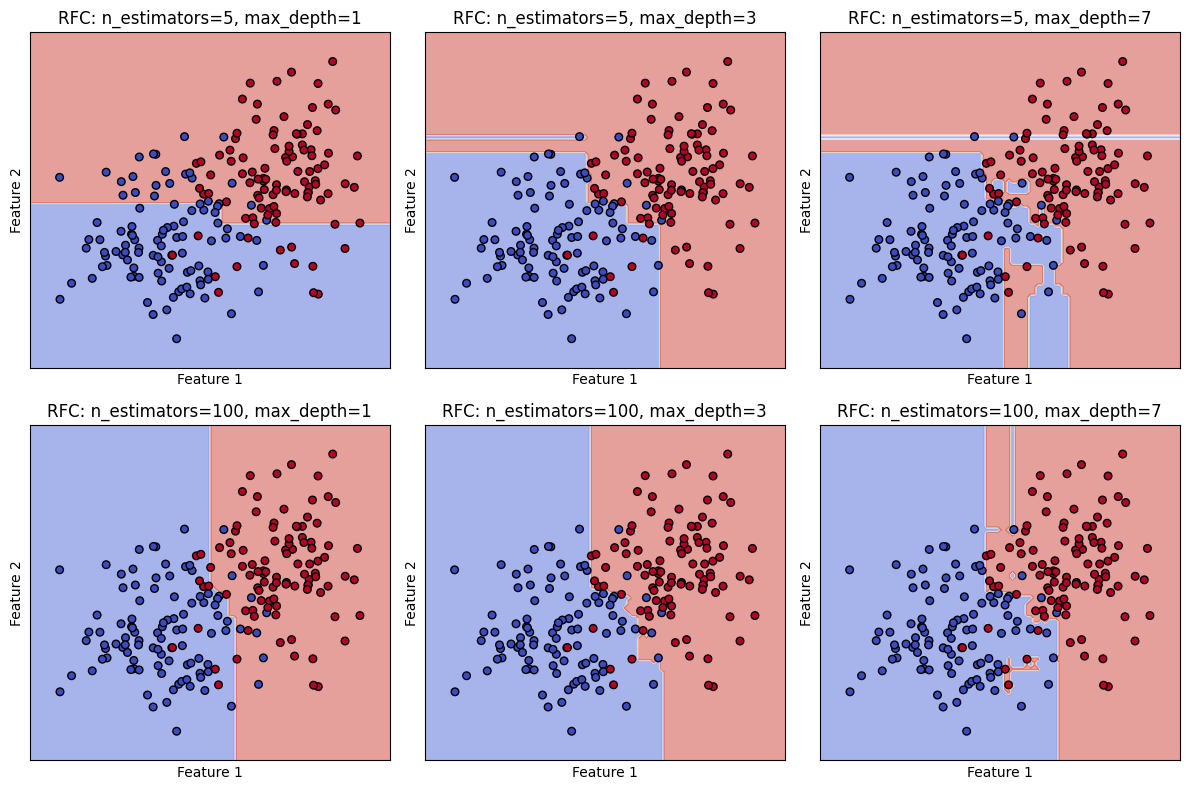 RFC: n_estimators=5, max_depth=1
RFC: n_estimators=5, max_depth=3
RFC: n_estimators=5, max_depth=7
Feature 2
Feature 2
Feature 2
Feature 1
Feature 1
Feature 1
RFC: n_estimators=100, max_depth=1
RFC: n_estimators=100, max_depth=3
RFC: n_estimators=100, max_depth=7
Feature 2
Feature 2
Feature 2
Feature 1
Feature 1
Feature 1